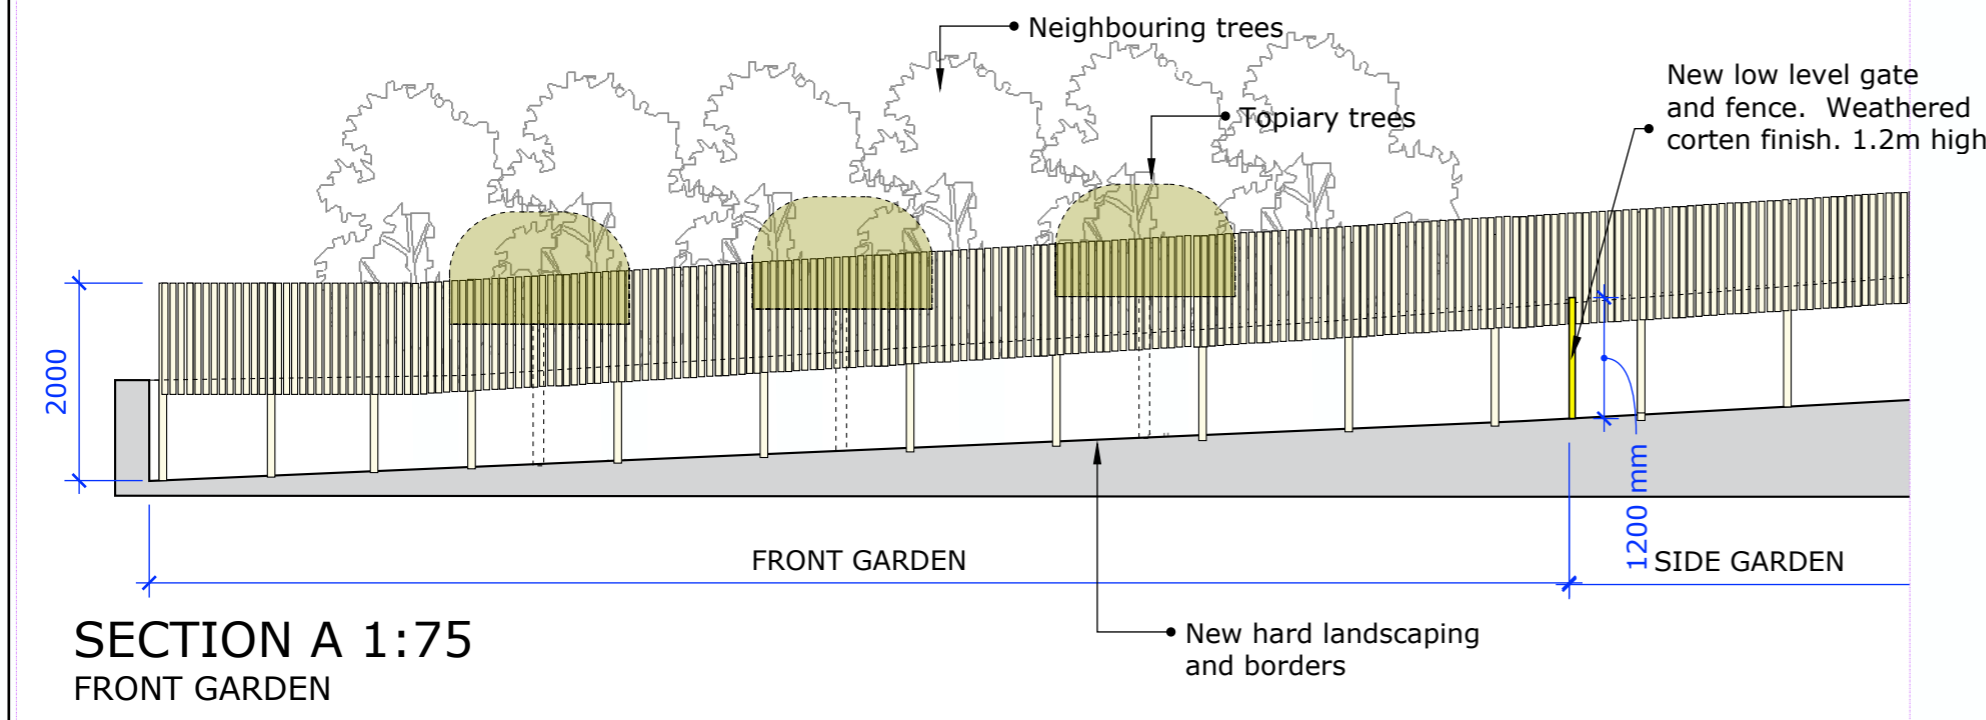 Neighbouring trees
Topiary trees
New low level gate
and fence.  Weathered
corten finish. 1.2m high
2000
1200 mm
FRONT GARDEN
SIDE GARDEN
New hard landscaping
and borders
SECTION A 1:75
FRONT GARDEN